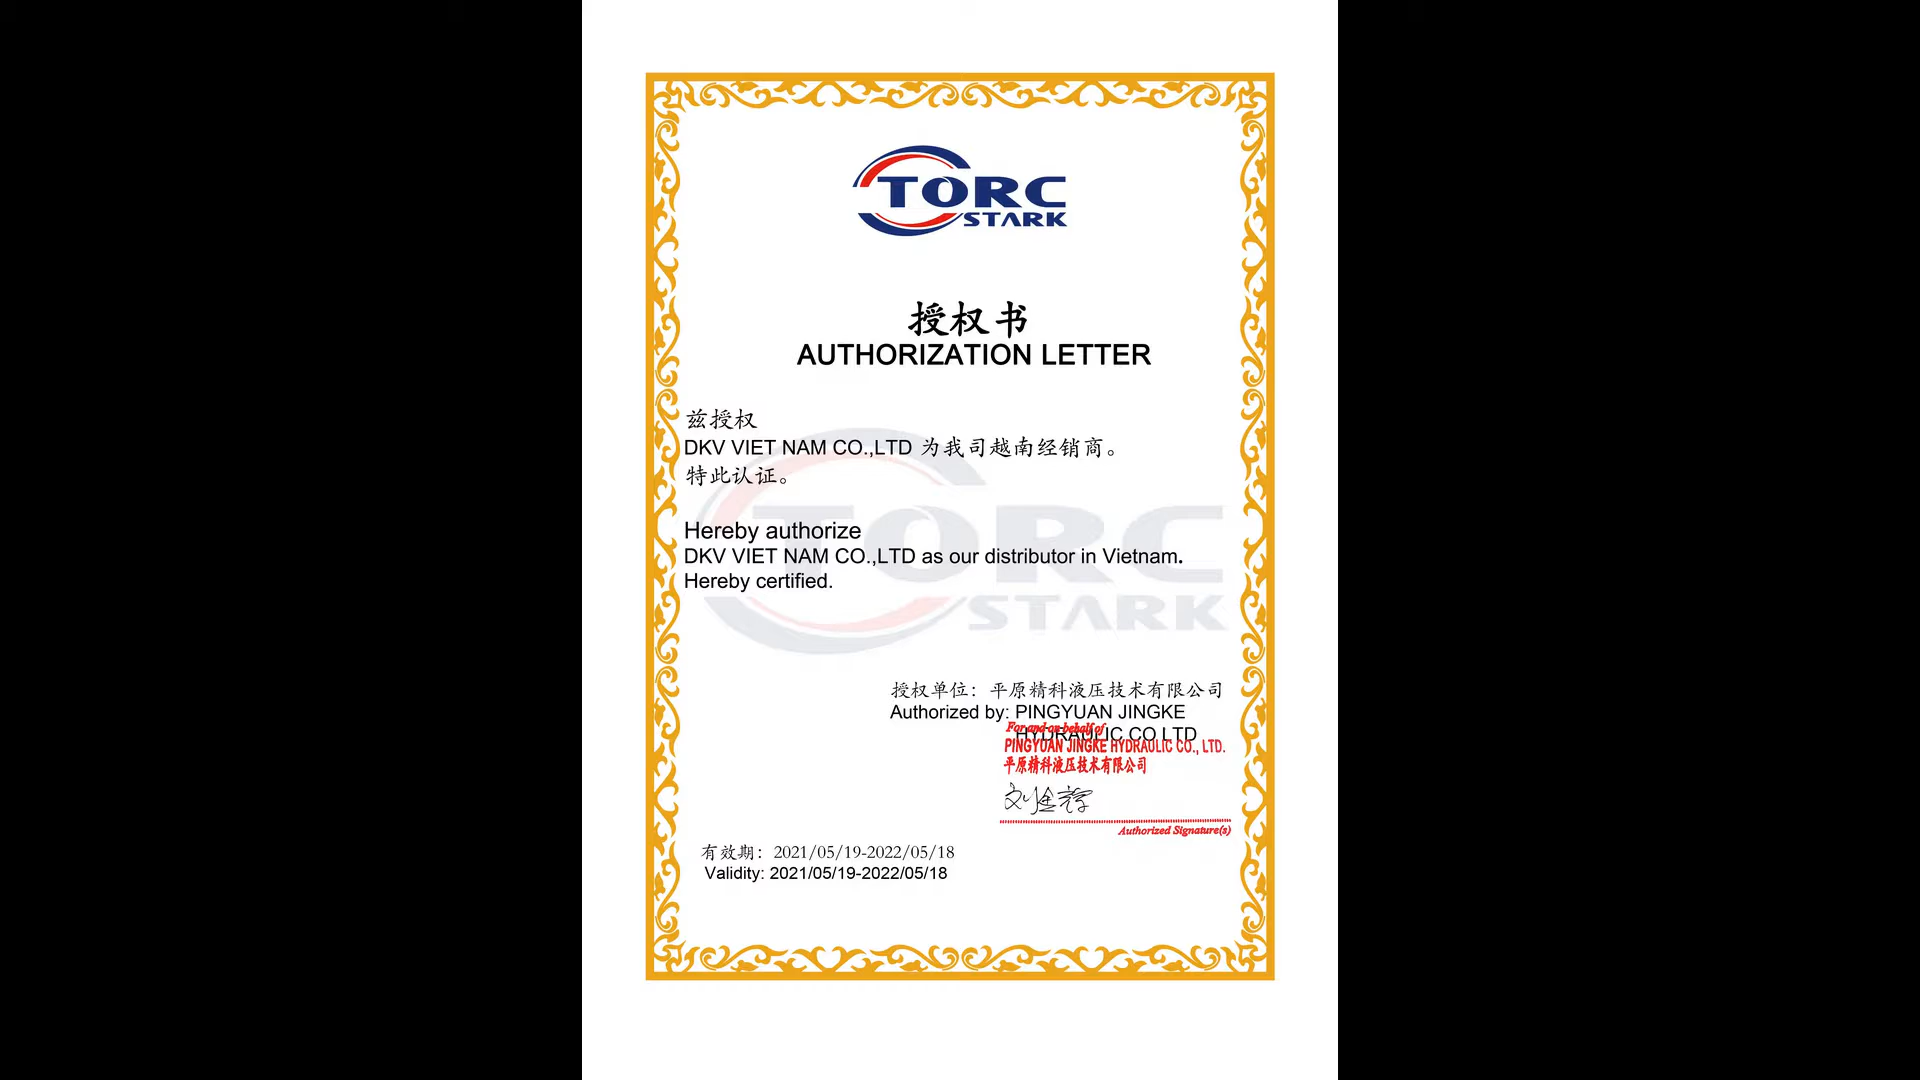 TORC
STARK
授权书
AUTHORIZATION LETTER
兹授权
DKV VIET NAM CO.,LTD 为我司越南经销商。
特此认证。
Hereby authorize
DKV VIET NAM CO.,LTD as our distributor in Vietnam.
Hereby certified.
TORC
STARK
授权单位：平原精科液压技术有限公司
Authorized by: PINGYUAN JINGKE
HYDRAULIC CO LTD
For and on behalf of
PINGYUAN JINGKE HYDRAULIC CO., LTD.
平原精科液压技术有限公司
Authorized Signature(s)
有效期：2021/05/19-2022/05/18
Validity: 2021/05/19-2022/05/18